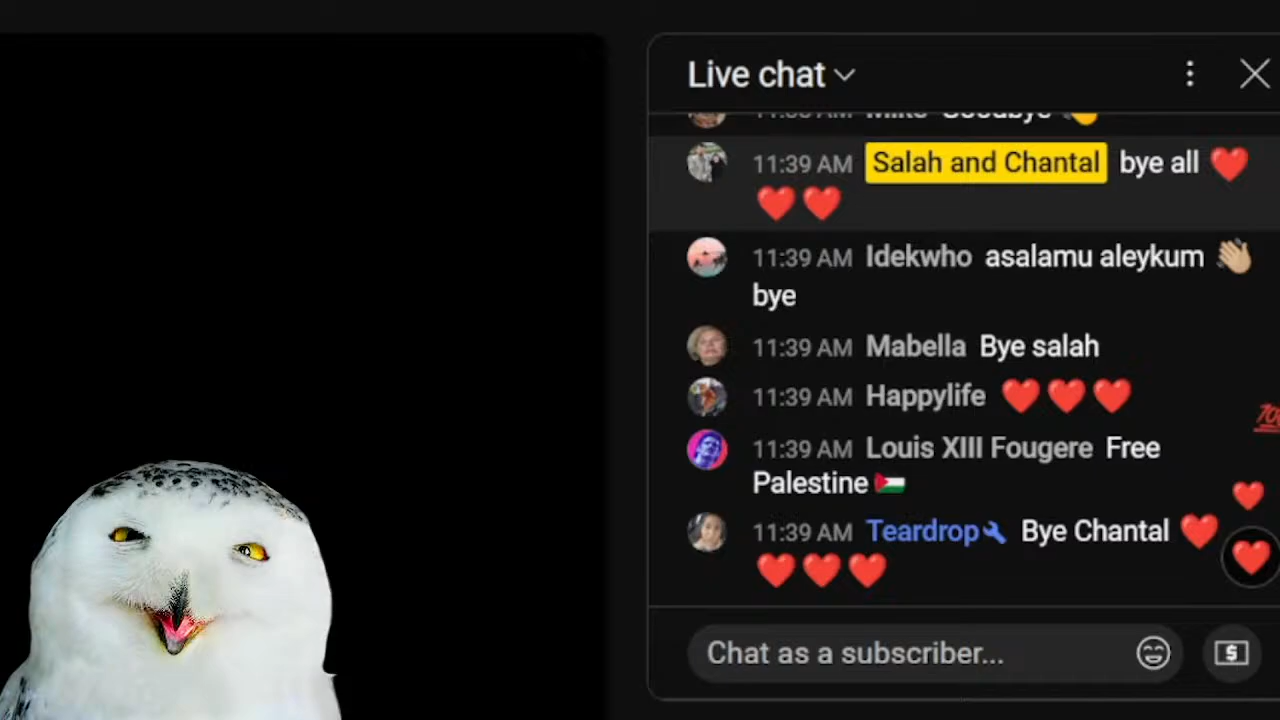 Live chat
Goodbye 👋
11:39 AM Salah and Chantal bye all ❤️
❤️❤️
11:39 AM Idekwho asalamu aleykum 👋🏼
bye
11:39 AM Mabella Bye salah
11:39 AM Happylife ❤️❤️❤️
11:39 AM Louis XIII Fougere Free
Palestine 🇵🇸
11:39 AM Teardrop Bye Chantal ❤️
❤️❤️❤️
Chat as a subscriber...